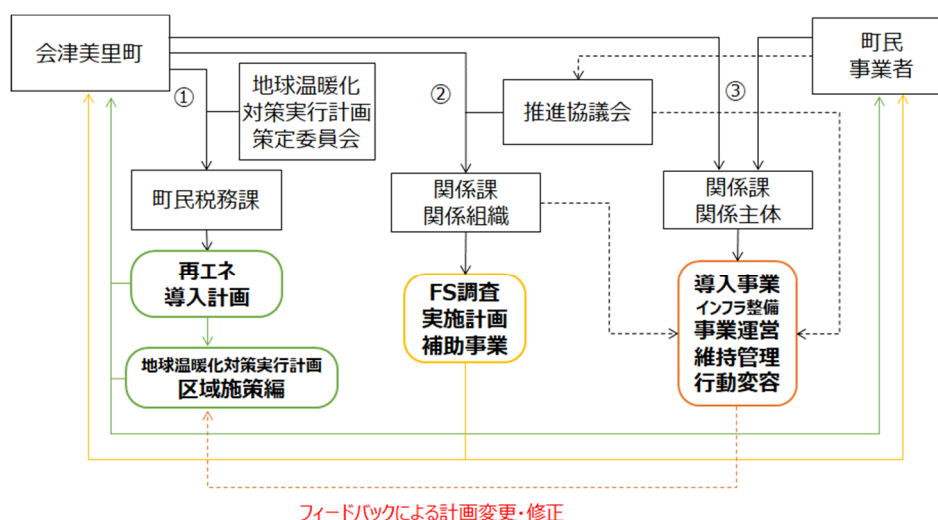 会津美里町
町民
事業者
①
地球温暖化
対策実行計画
策定委員会
②
推進協議会
③
町民税務課
関係課
関係組織
関係課
関係主体
再エネ
導入計画
FS調査
実施計画
補助事業
導入事業
インフラ整備
事業運営
維持管理
行動変容
地球温暖化対策実行計画
区域施策編
フィードバックによる計画変更・修正